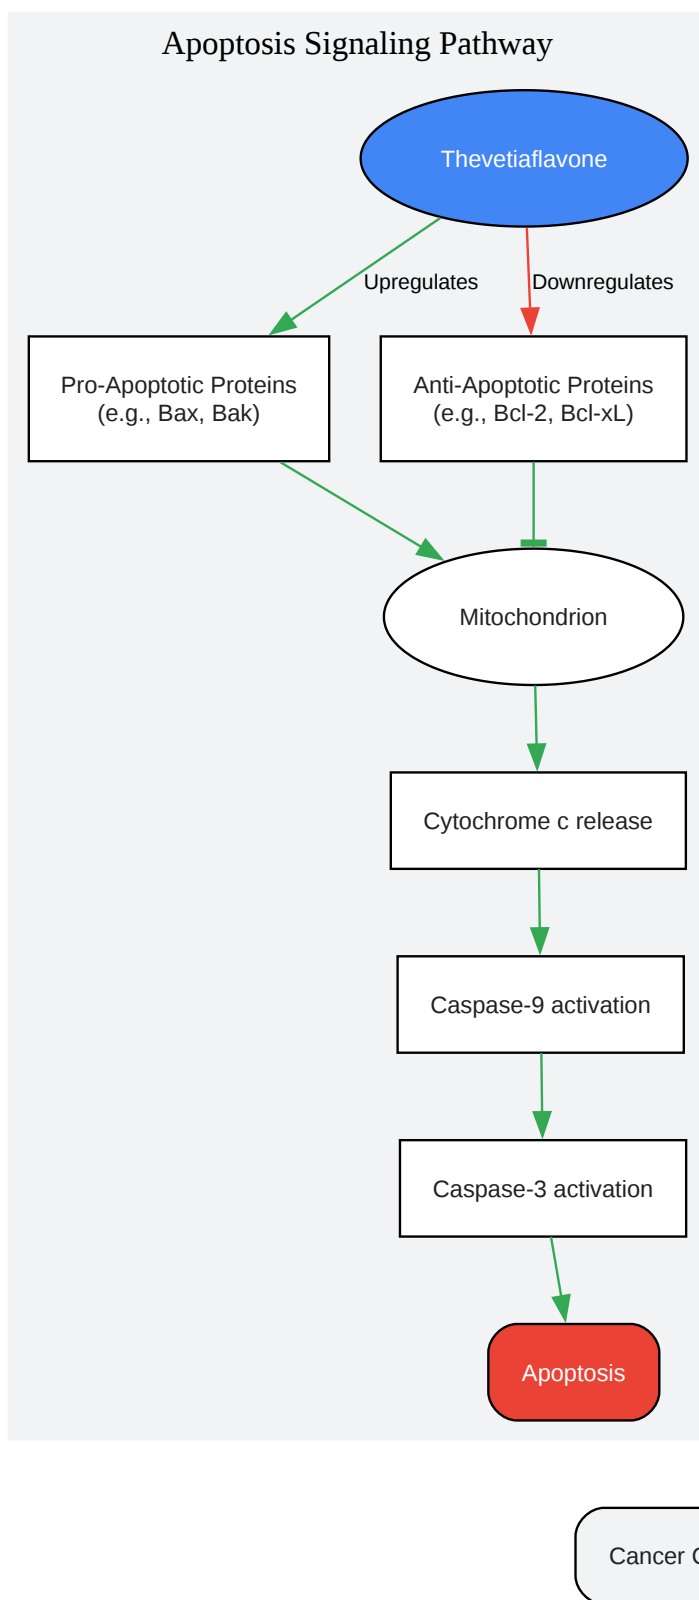 Apoptosis Signaling Pathway
Thevetiaflavone
Upregulates
Downregulates
Pro-Apoptotic Proteins
(e.g., Bax, Bak)
Anti-Apoptotic Proteins
(e.g., Bcl-2, Bcl-xL)
Mitochondrion
Cytochrome c release
Caspase-9 activation
Caspase-3 activation
Apoptosis
Cancer